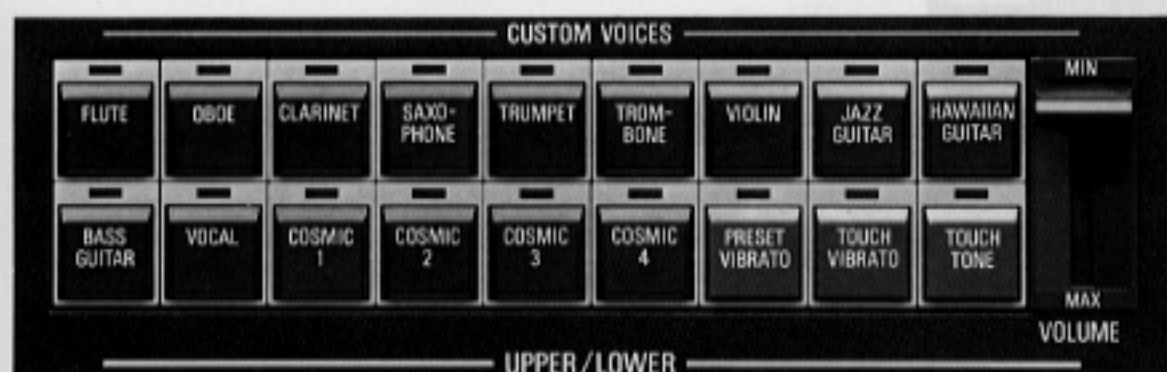 CUSTOM VOICES
FLUTE
OBOE
CLARINET
SAXO-
PHONE
TRUMPET
TROM-
BONE
VIOLIN
JAZZ
GUITAR
HAWAIIAN
GUITAR
MIN
BASS
GUITAR
VOCAL
COSMIC
1
COSMIC
2
COSMIC
3
COSMIC
4
PRESET
VIBRATO
TOUCH
VIBRATO
TOUCH
TONE
MAX
VOLUME
UPPER/LOWER